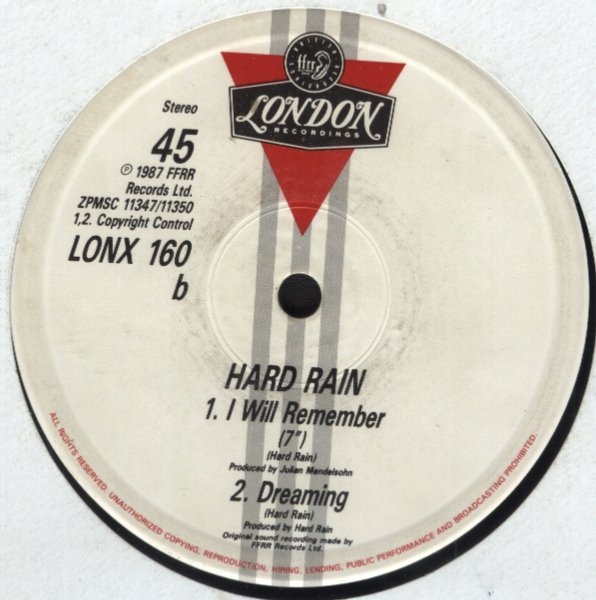 ffrr
LONDON
RECORDINGS
Stereo
45
℗ 1987 FFRR
Records Ltd.
ZPMSC 11347/11350
1,2. Copyright Control
LONX 160
b
HARD RAIN
1. I Will Remember
(7")
(Hard Rain)
Produced by Julian Mendelsohn
2. Dreaming
(Hard Rain)
Produced by Hard Rain
Original sound recording made by
FFRR Records Ltd.
ALL RIGHTS RESERVED. UNAUTHORIZED COPYING, REPRODUCTION, HIRING, LENDING, PUBLIC PERFORMANCE AND BROADCASTING PROHIBITED.